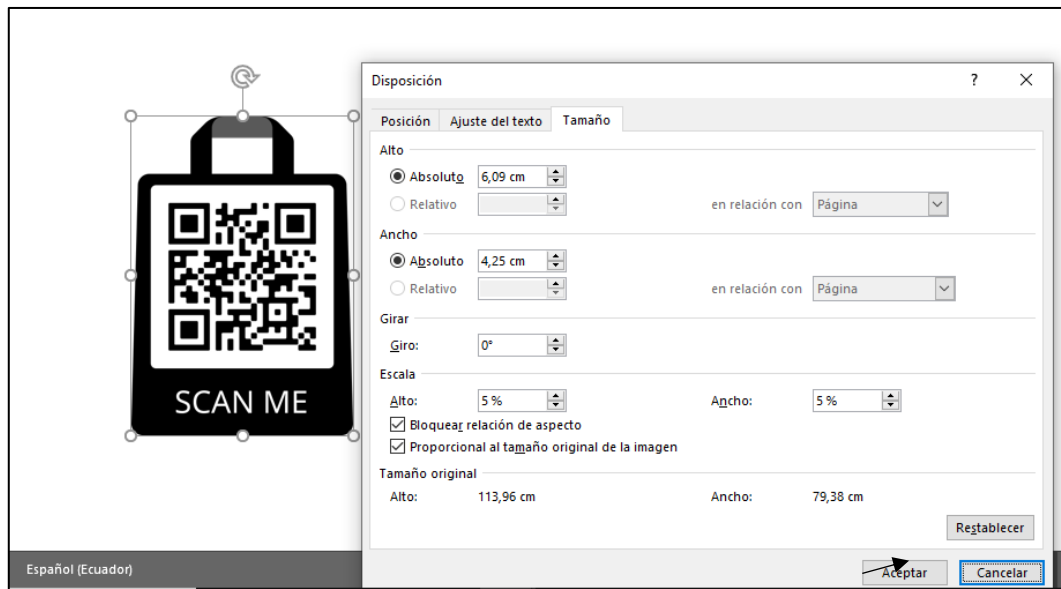 Disposición ?
Posición Ajuste del texto Tamaño
Alto
Absoluto 6,09 cm
Relativo en relación con Página
Ancho
Absoluto 4,25 cm
Relativo en relación con Página
Girar
Giro: 0°
Escala
Alto: 5 % Ancho: 5 %
Bloquear relación de aspecto
Proporcional al tamaño original de la imagen
Tamaño original
Alto: 113,96 cm Ancho: 79,38 cm
Restablecer
Aceptar Cancelar
SCAN ME
Español (Ecuador)